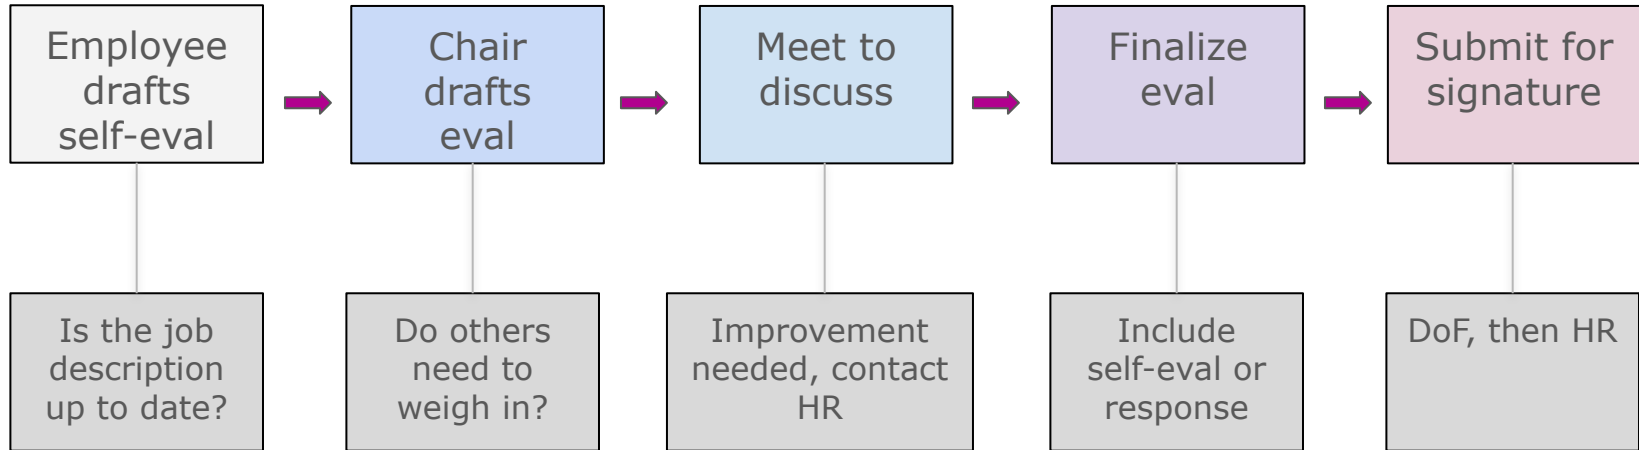 Employee
drafts
self-eval
Chair
drafts
eval
Meet to
discuss
Finalize
eval
Submit for
signature
Is the job
description
up to date?
Do others
need to
weigh in?
Improvement
needed, contact
HR
Include
self-eval or
response
DoF, then HR